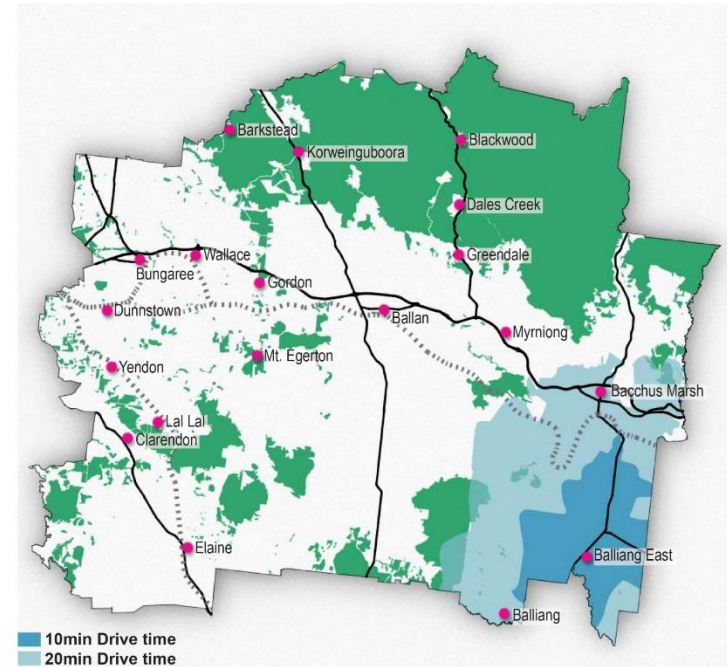 Barkstead
Korweinguboora
Blackwood
Dales Creek
Wallace
Greendale
Bungaree
Gordon
Dunnstown
Ballan
Myrniong
Mt. Egerton
Yendon
Bacchus Marsh
Lal Lal
Clarendon
Elaine
Balliang East
Balliang
10min Drive time
20min Drive time